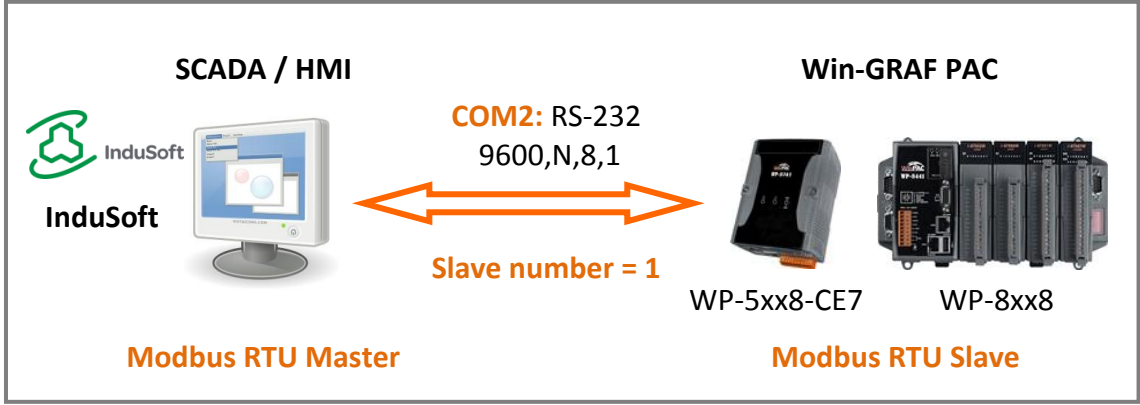 SCADA / HMI
Win-GRAF PAC
COM2: RS-232
9600,N,8,1
InduSoft
InduSoft
Slave number = 1
WP-5xx8-CE7
WP-8xx8
Modbus RTU Master
Modbus RTU Slave